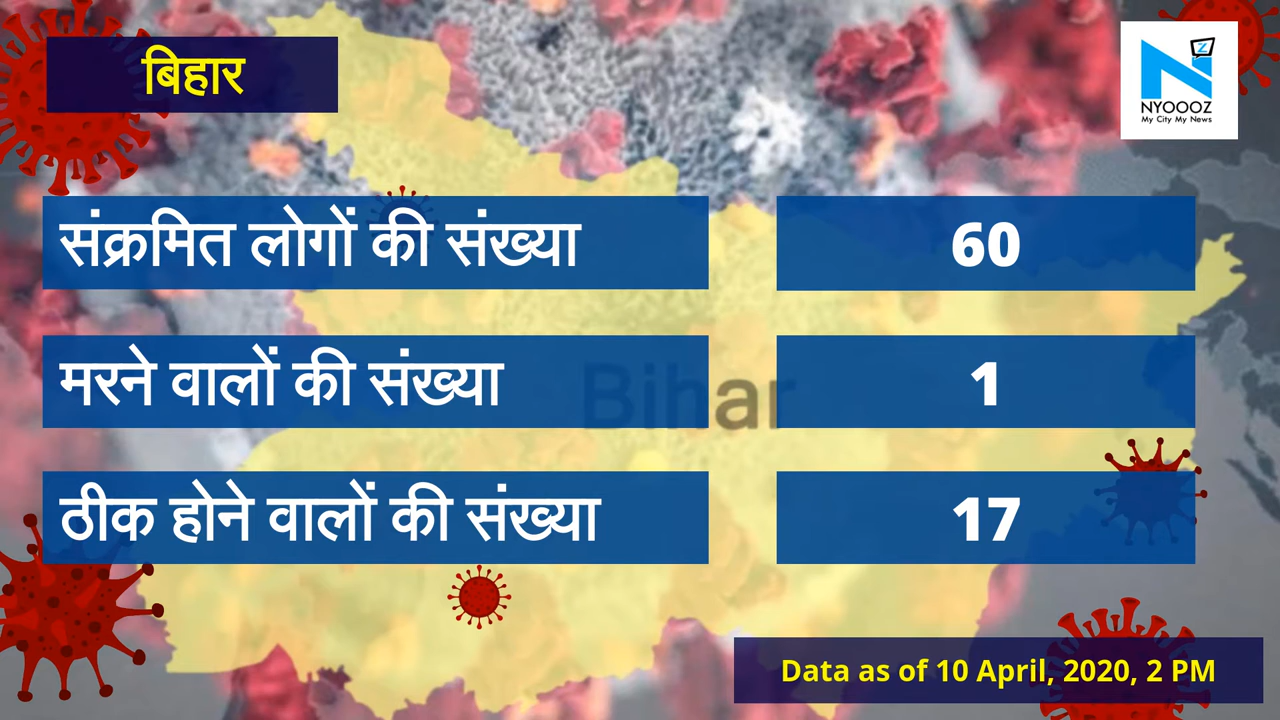 बिहार
NYOOOZ
My City My News
संक्रमित लोगों की संख्या
60
मरने वालों की संख्या
1
Bihar
ठीक होने वालों की संख्या
17
Data as of 10 April, 2020, 2 PM